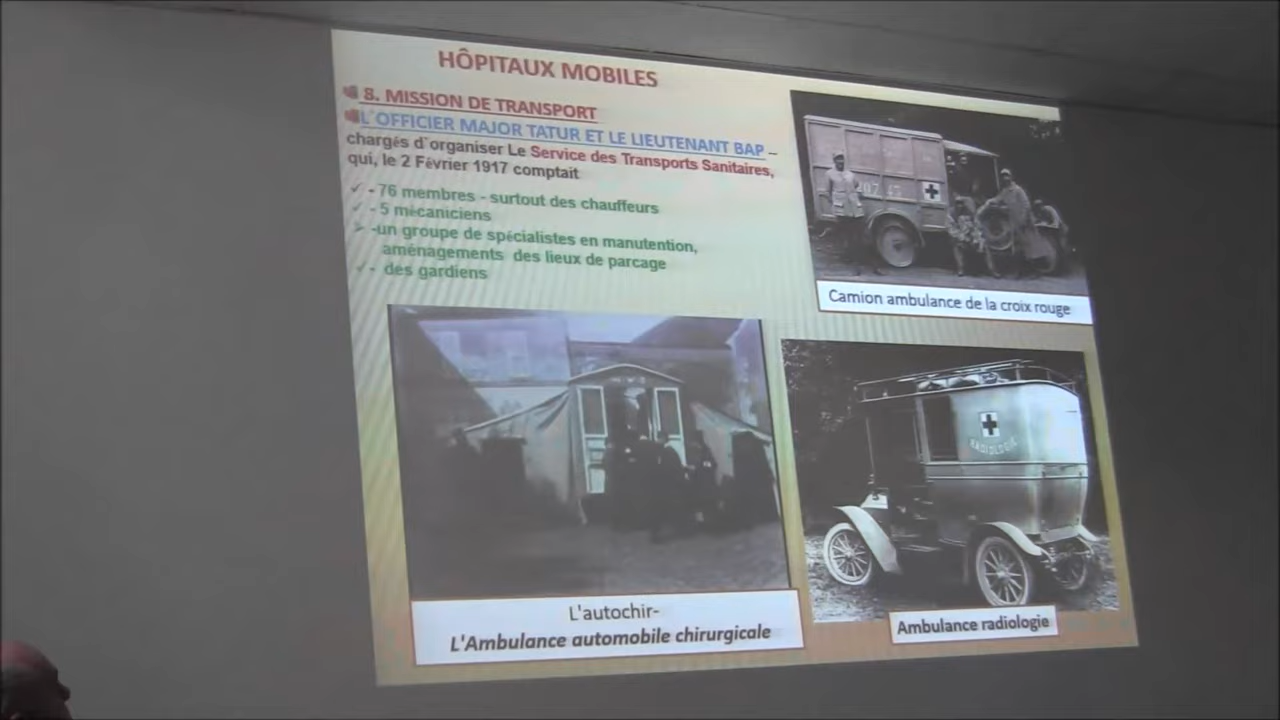 HÔPITAUX MOBILES
8. MISSION DE TRANSPORT
L'OFFICIER MAJOR TATUR ET LE LIEUTENANT BAP –
chargés d'organiser Le Service des Transports Sanitaires,
qui, le 2 Février 1917 comptait
- 76 membres - surtout des chauffeurs
- 5 mécaniciens
-un groupe de spécialistes en manutention,
aménagements des lieux de parcage
- des gardiens
Camion ambulance de la croix rouge
RADIOLOGIE
L'autochir-
L'Ambulance automobile chirurgicale
Ambulance radiologie